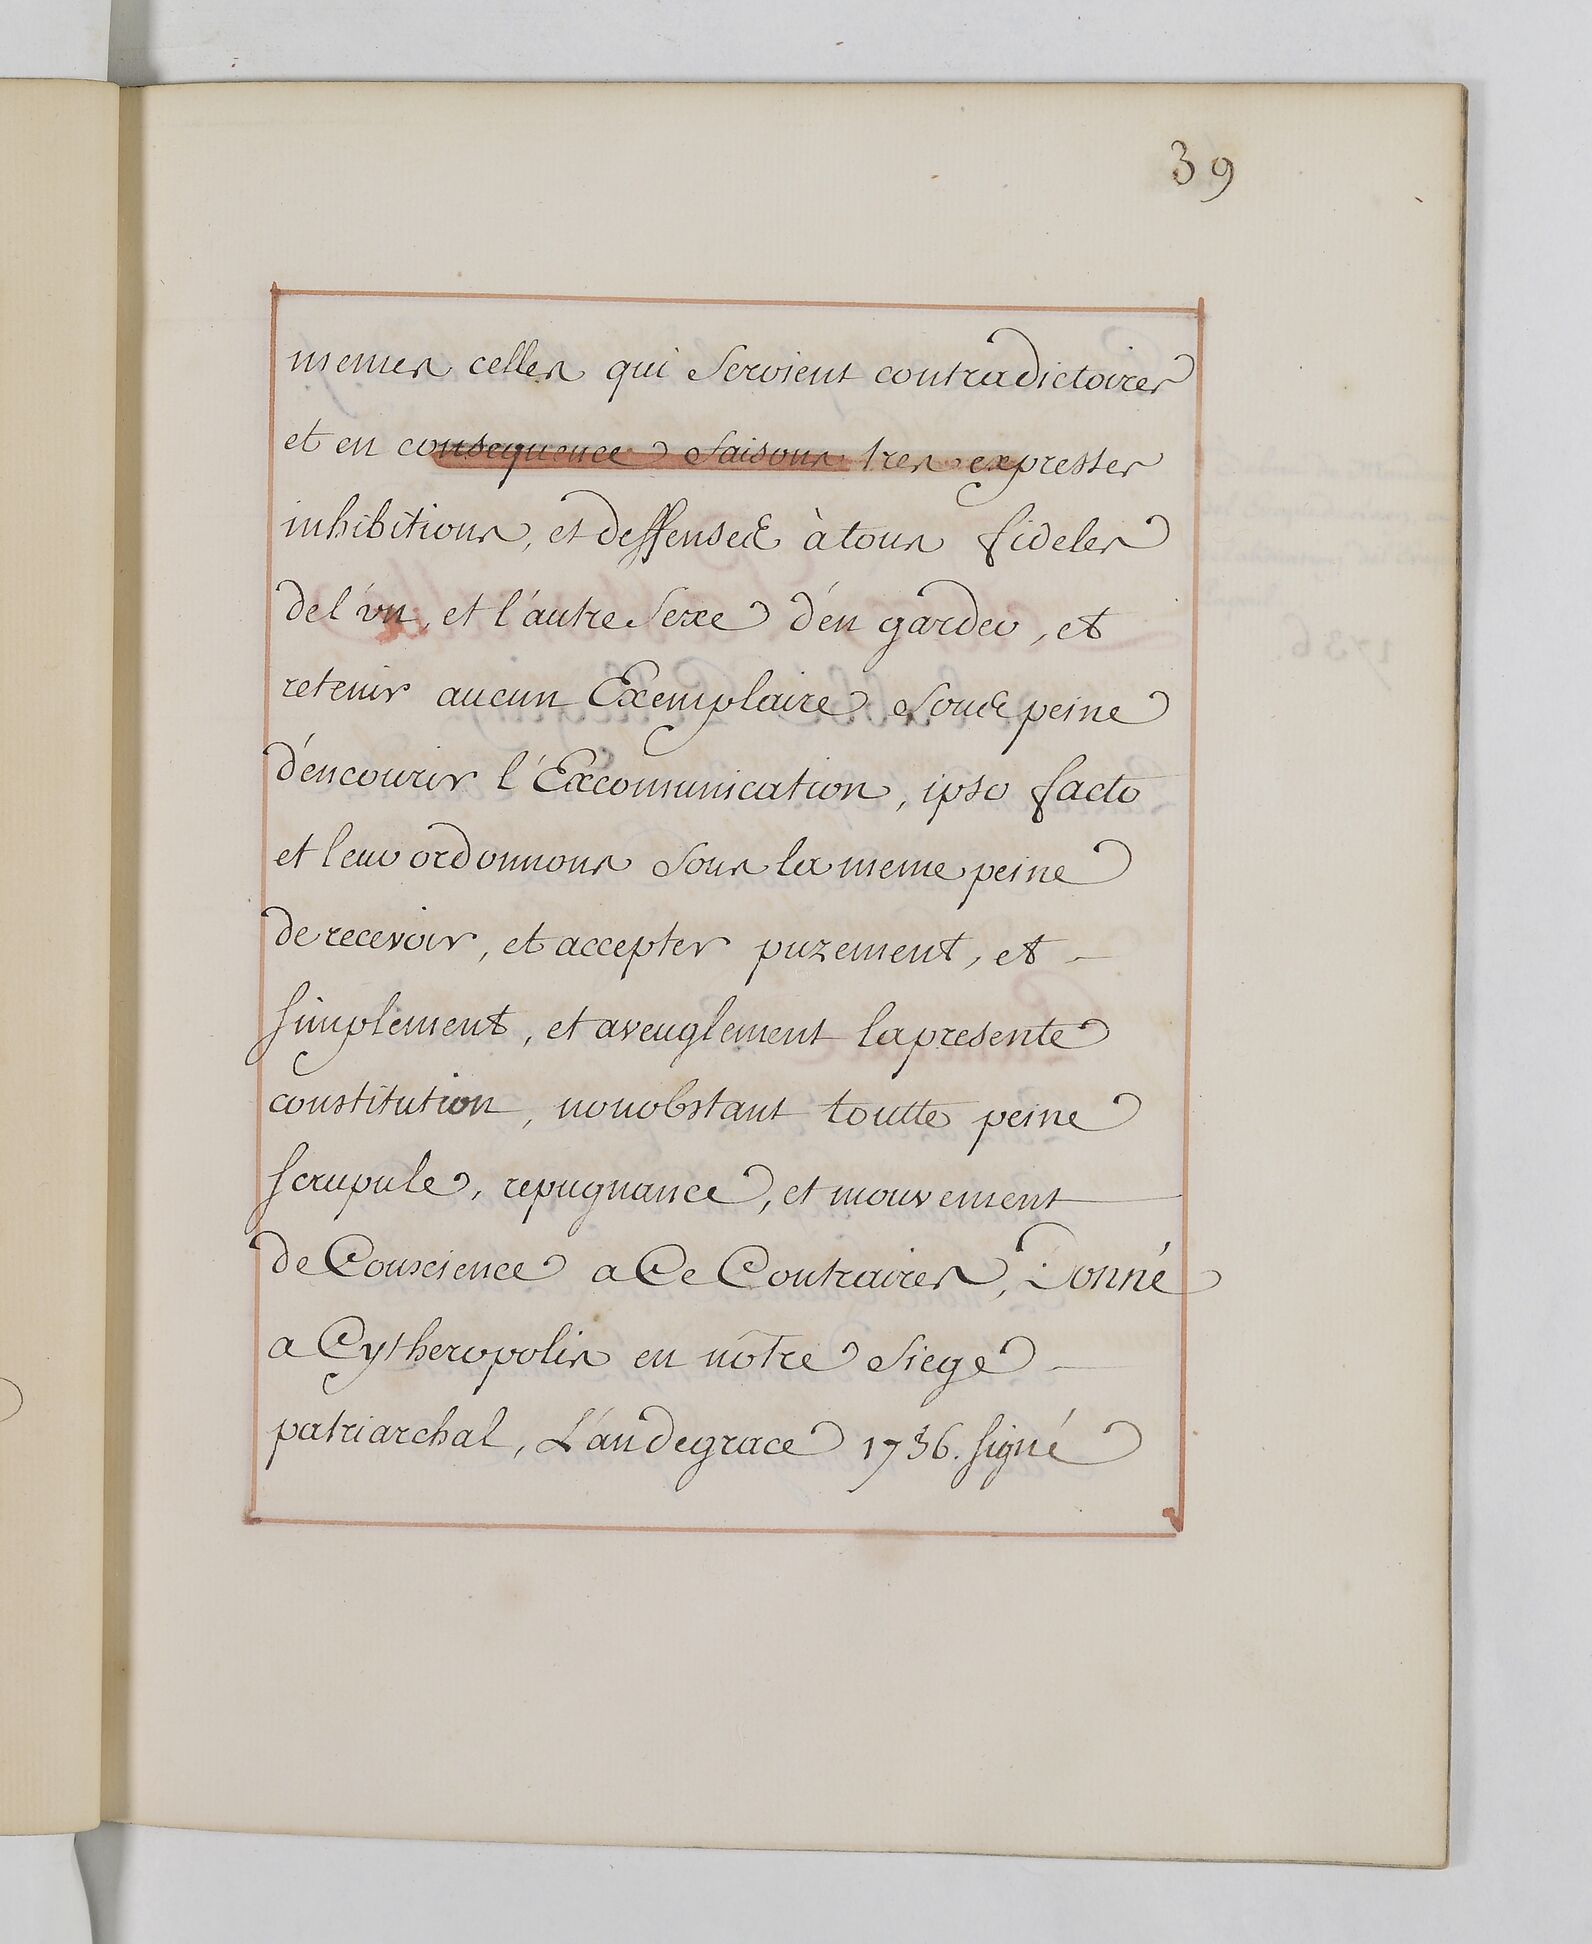 39
memes celles qui seroient contradictoires
et en consequence faisons tres expresses
inhibitions, et deffenses à tous fideles
de l'un, et l'autre sexe d'en garder, et
retenir aucun Exemplaire sous peine
d'encourir l'Excomunication, ipso facto
et leur ordonnons sous la meme peine
de recevoir, et accepter purement, et
simplement, et aveuglement la presente
constitution, nonobstant toutte peine
scrupule, repugnance, et mouvement
de Conscience a Ce Contraires, Donné
a Cytheropolis en nôtre siege
patriarchal, L'an de grace 1736. signé
1736.